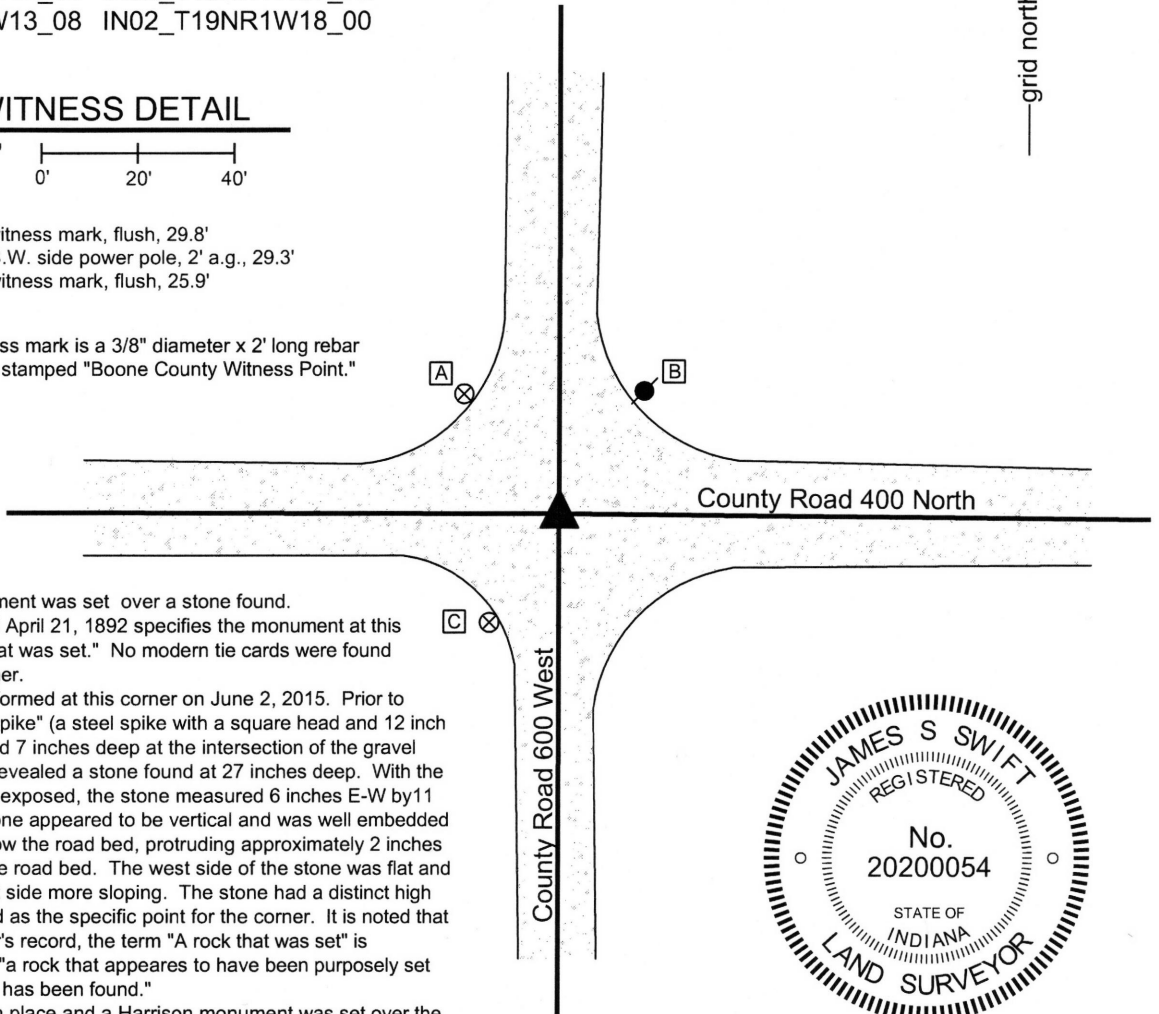 W13_08 IN02_T19NR1W18_00
WITNESS DETAIL
0' 20' 40'
witness mark, flush, 29.8'
S.W. side power pole, 2' a.g., 29.3'
witness mark, flush, 25.9'
ss mark is a 3/8" diameter x 2' long rebar
stamped "Boone County Witness Point."
grid north
A
B
County Road 400 North
C
County Road 600 West
ment was set over a stone found.
April 21, 1892 specifies the monument at this
at was set." No modern tie cards were found
er.
ormed at this corner on June 2, 2015. Prior to
pike" (a steel spike with a square head and 12 inch
d 7 inches deep at the intersection of the gravel
evealed a stone found at 27 inches deep. With the
exposed, the stone measured 6 inches E-W by11
one appeared to be vertical and was well embedded
ow the road bed, protruding approximately 2 inches
e road bed. The west side of the stone was flat and
side more sloping. The stone had a distinct high
d as the specific point for the corner. It is noted that
r's record, the term "A rock that was set" is
"a rock that appeares to have been purposely set
has been found."
place and a Harrison monument was set over the
JAMES S SWIFT
REGISTERED
No.
20200054
STATE OF
INDIANA
LAND SURVEYOR